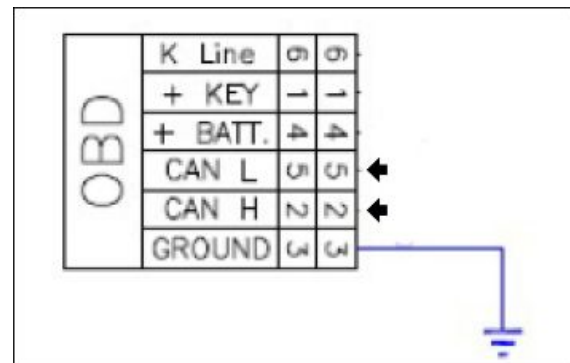 OBD
K Line 6 6
+ KEY 1 1
+ BATT. 4 4
CAN L 5 5
CAN H 2 2
GROUND 3 3